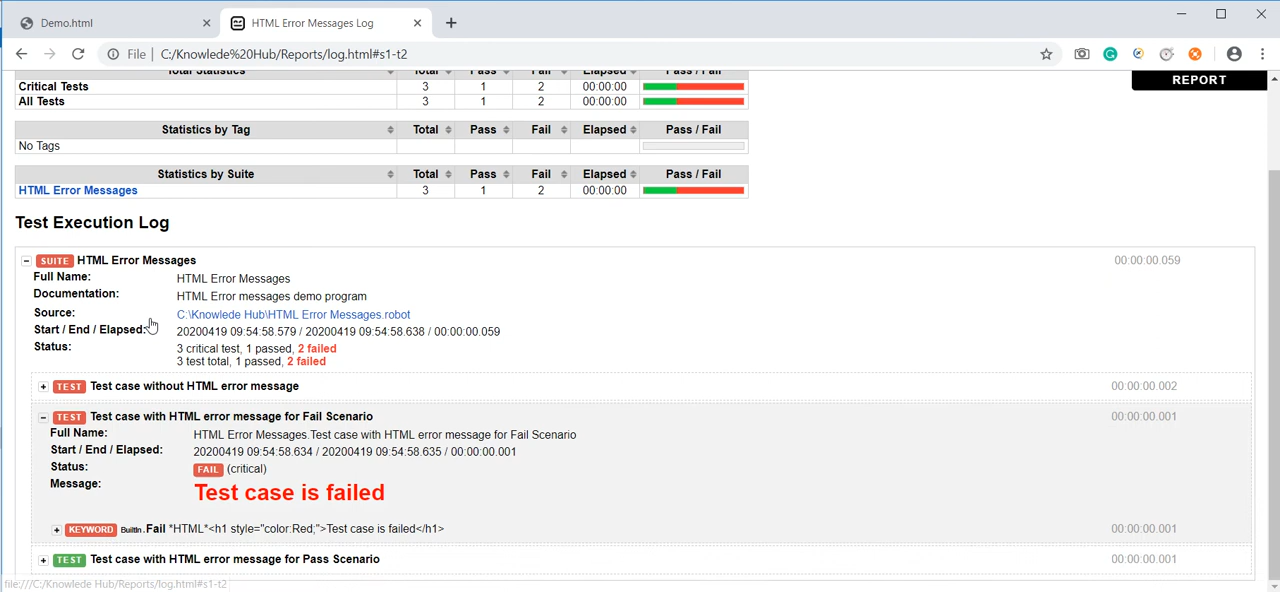 Demo.html
HTML Error Messages Log
File | C:/Knowlede%20Hub/Reports/log.html#s1-t2
Total Statistics Total Pass Fail Elapsed Pass / Fail
REPORT
Critical Tests 3 1 2 00:00:00
All Tests 3 1 2 00:00:00
Statistics by Tag Total Pass Fail Elapsed Pass / Fail
No Tags
Statistics by Suite Total Pass Fail Elapsed Pass / Fail
HTML Error Messages 3 1 2 00:00:00
Test Execution Log
SUITE HTML Error Messages 00:00:00.059
Full Name: HTML Error Messages
Documentation: HTML Error messages demo program
Source: C:\Knowlede Hub\HTML Error Messages.robot
Start / End / Elapsed: 20200419 09:54:58.579 / 20200419 09:54:58.638 / 00:00:00.059
Status: 3 critical test, 1 passed, 2 failed
3 test total, 1 passed, 2 failed
TEST Test case without HTML error message 00:00:00.002
TEST Test case with HTML error message for Fail Scenario 00:00:00.001
Full Name: HTML Error Messages.Test case with HTML error message for Fail Scenario
Start / End / Elapsed: 20200419 09:54:58.634 / 20200419 09:54:58.635 / 00:00:00.001
Status: FAIL (critical)
Message: Test case is failed
KEYWORD BuiltIn.Fail *HTML*<h1 style="color:Red;">Test case is failed</h1> 00:00:00.001
TEST Test case with HTML error message for Pass Scenario 00:00:00.001
file:///C:/Knowlede Hub/Reports/log.html#s1-t2